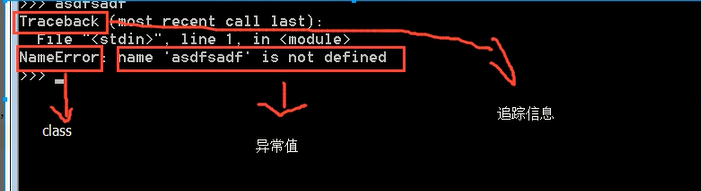 >>> asdfsadf
Traceback (most recent call last):
  File "<stdin>", line 1, in <module>
NameError: name 'asdfsadf' is not defined
>>> _
追踪信息
class
异常值